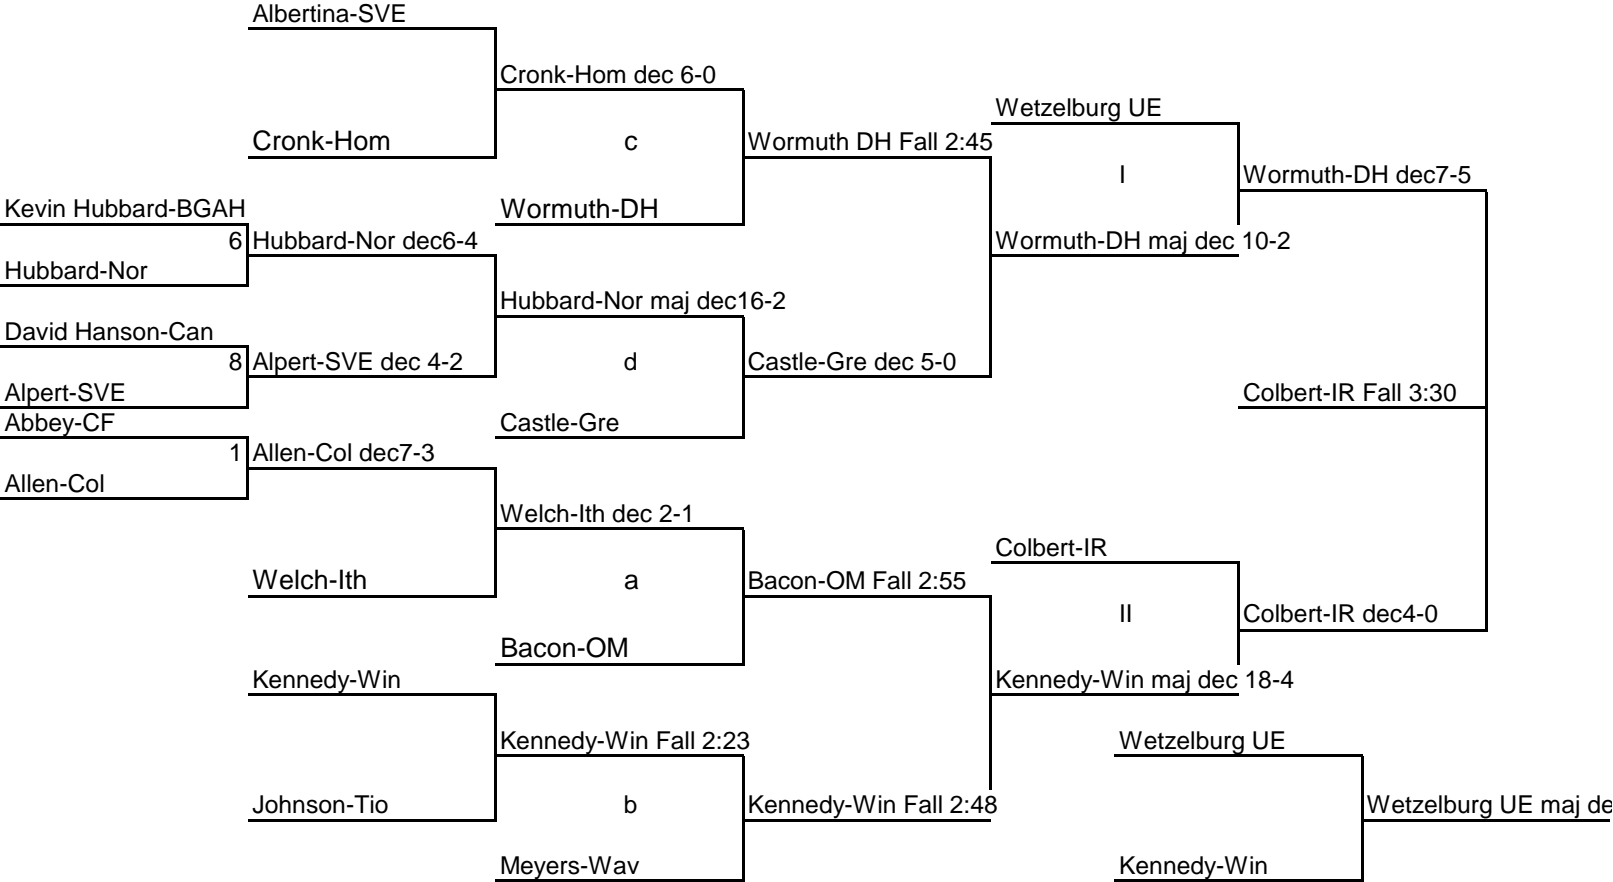 Albertina-SVE
Cronk-Hom dec 6-0
Wetzelburg UE
Cronk-Hom
c
Wormuth DH Fall 2:45
I
Wormuth-DH dec7-5
Kevin Hubbard-BGAH
Wormuth-DH
6
Hubbard-Nor dec6-4
Wormuth-DH maj dec 10-2
Hubbard-Nor
Hubbard-Nor maj dec16-2
David Hanson-Can
8
Alpert-SVE dec 4-2
d
Castle-Gre dec 5-0
Alpert-SVE
Colbert-IR Fall 3:30
Abbey-CF
Castle-Gre
1
Allen-Col dec7-3
Allen-Col
Welch-Ith dec 2-1
Colbert-IR
Welch-Ith
a
Bacon-OM Fall 2:55
II
Colbert-IR dec4-0
Bacon-OM
Kennedy-Win
Kennedy-Win maj dec 18-4
Kennedy-Win Fall 2:23
Wetzelburg UE
Johnson-Tio
b
Kennedy-Win Fall 2:48
Wetzelburg UE maj de
Meyers-Wav
Kennedy-Win